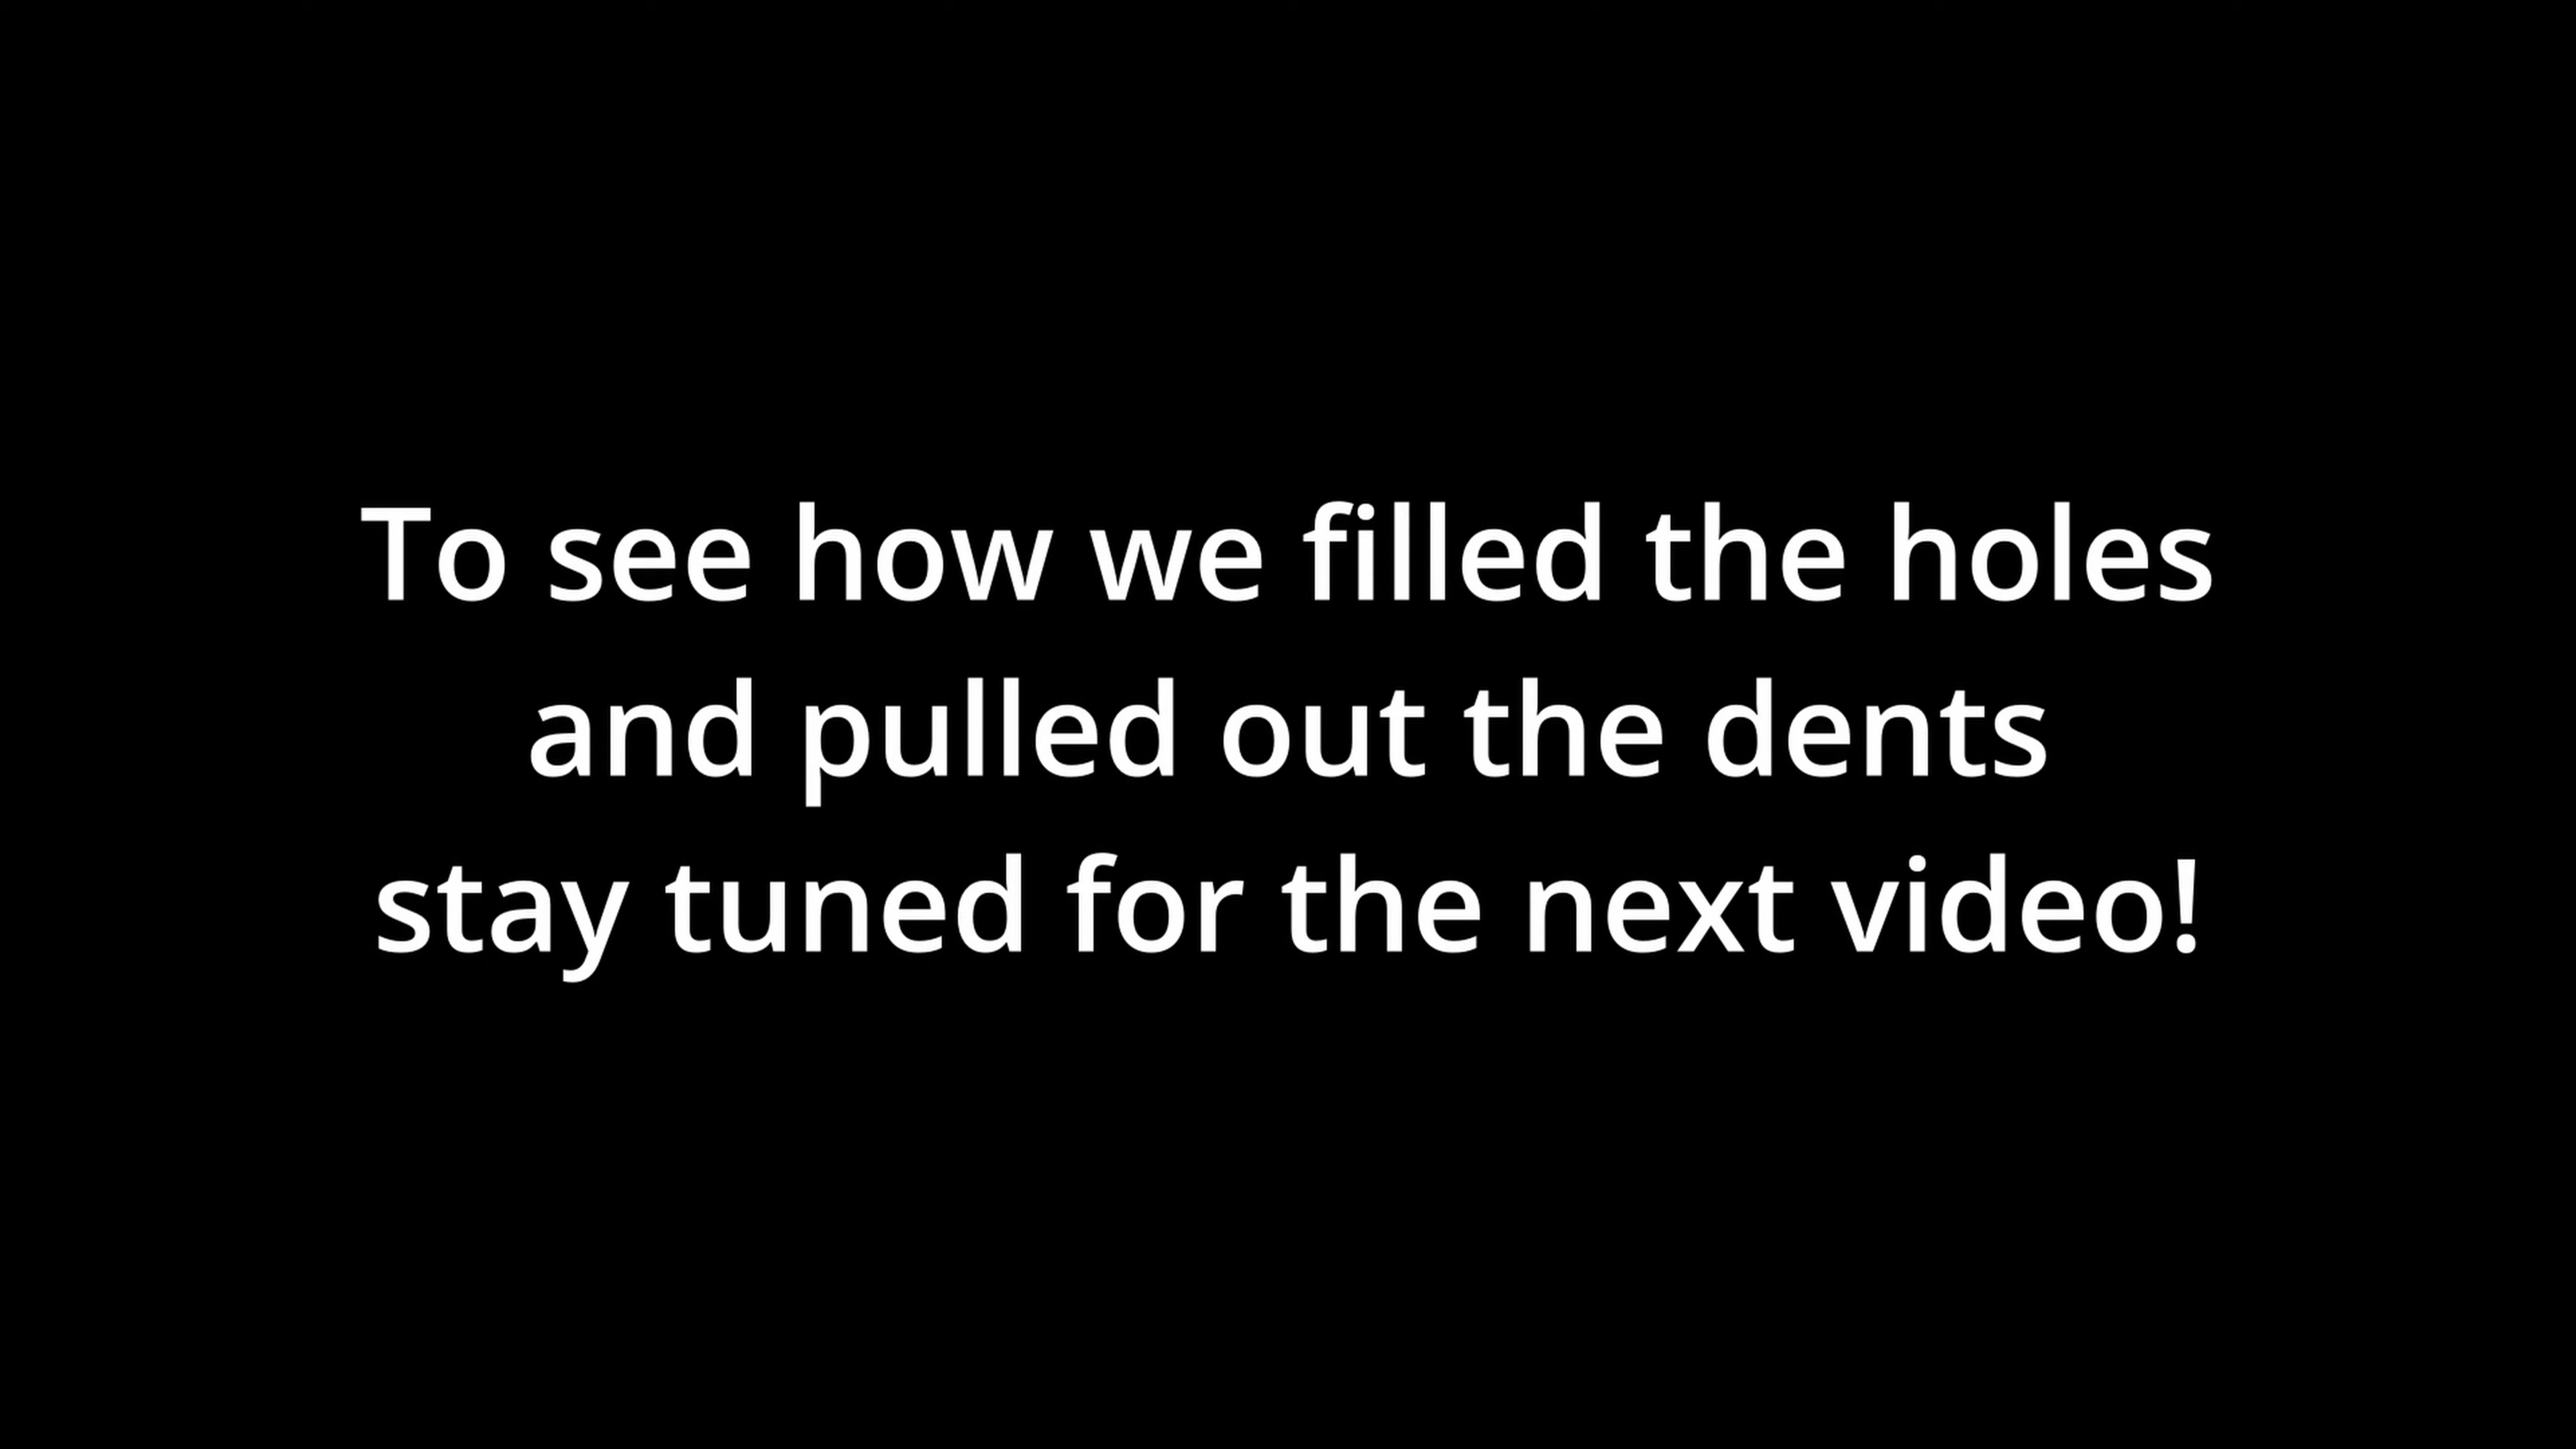 To see how we filled the holes
and pulled out the dents
stay tuned for the next video!